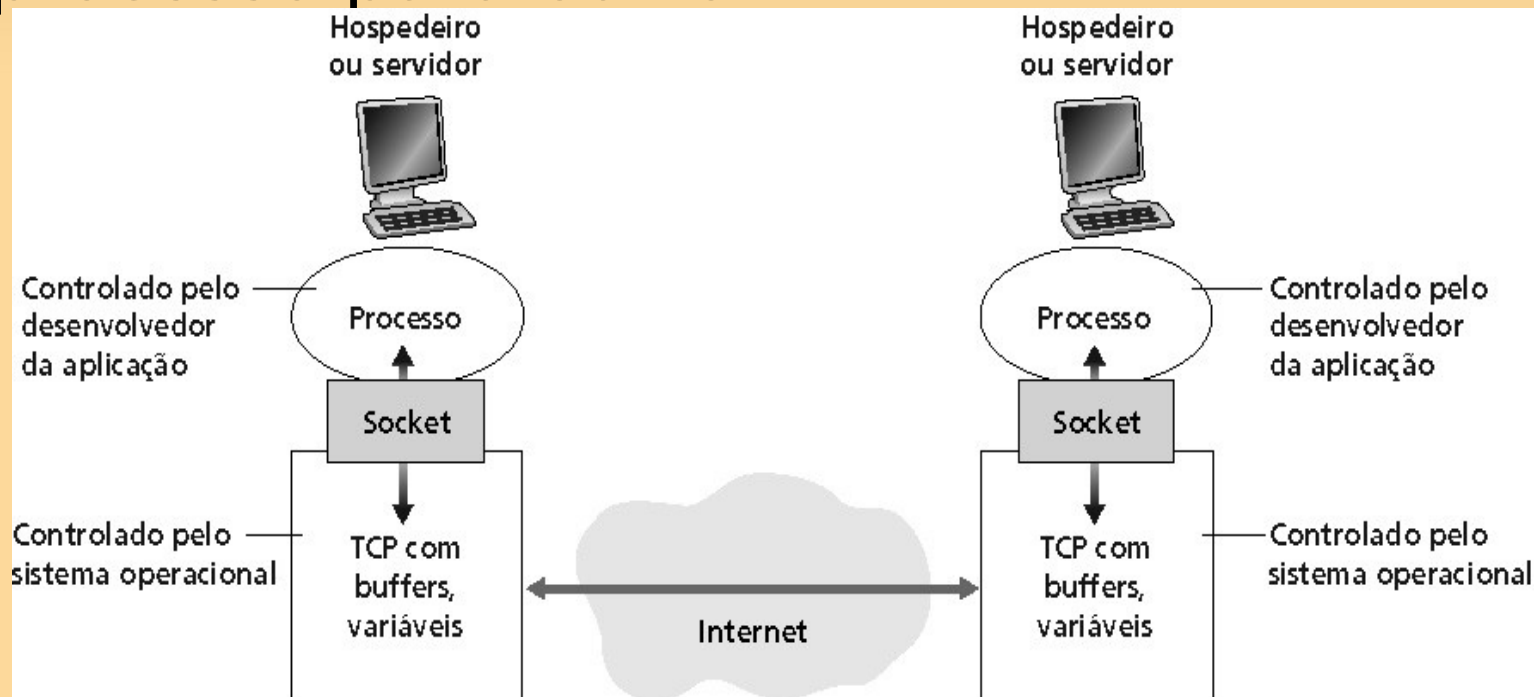 Hospedeiro
ou servidor
Hospedeiro
ou servidor
Controlado pelo
desenvolvedor
da aplicação
Processo
Processo
Controlado pelo
desenvolvedor
da aplicação
Socket
Socket
Controlado pelo
sistema operacional
TCP com
buffers,
variáveis
Internet
TCP com
buffers,
variáveis
Controlado pelo
sistema operacional